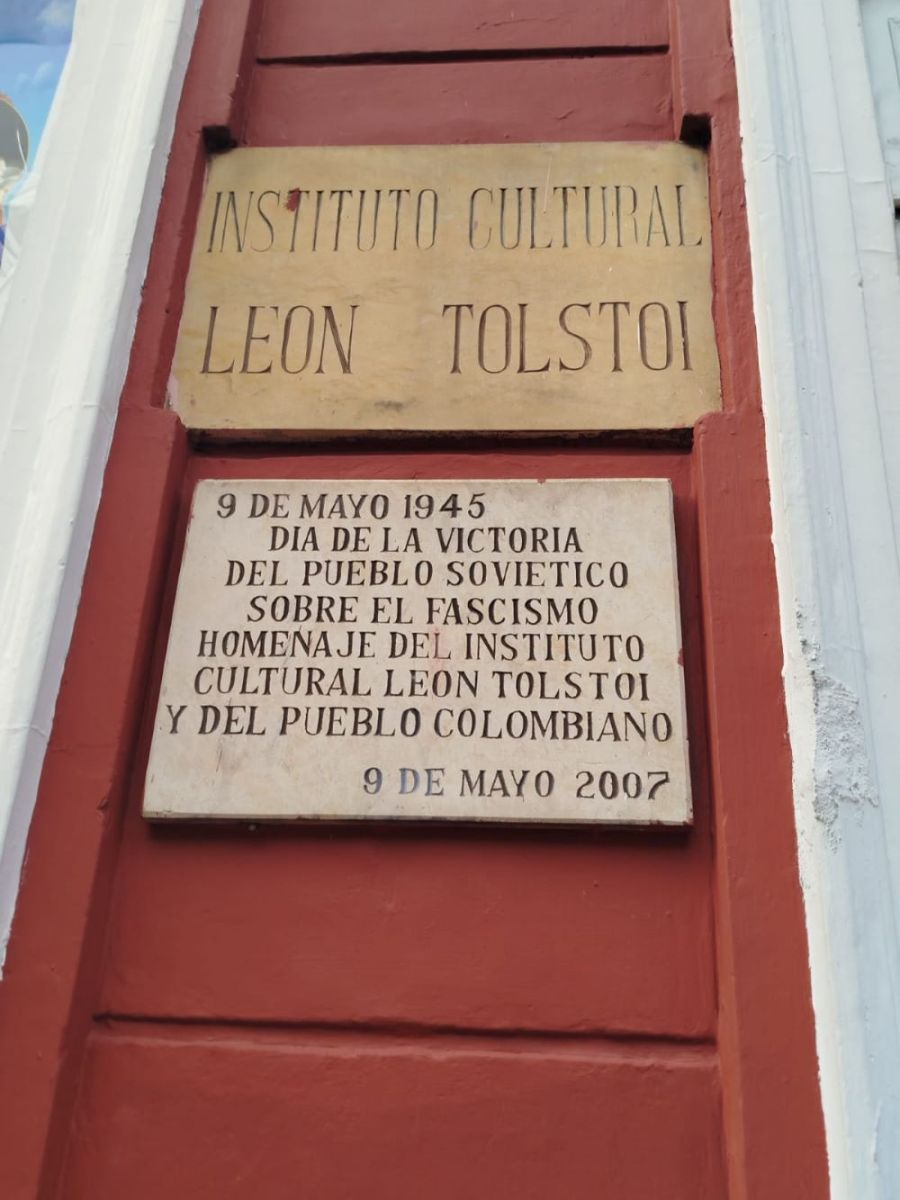 INSTITUTO CULTURAL
LEON TOLSTOI
9 DE MAYO 1945
DIA DE LA VICTORIA
DEL PUEBLO SOVIETICO
SOBRE EL FASCISMO
HOMENAJE DEL INSTITUTO
CULTURAL LEON TOLSTOI
Y DEL PUEBLO COLOMBIANO
9 DE MAYO 2007